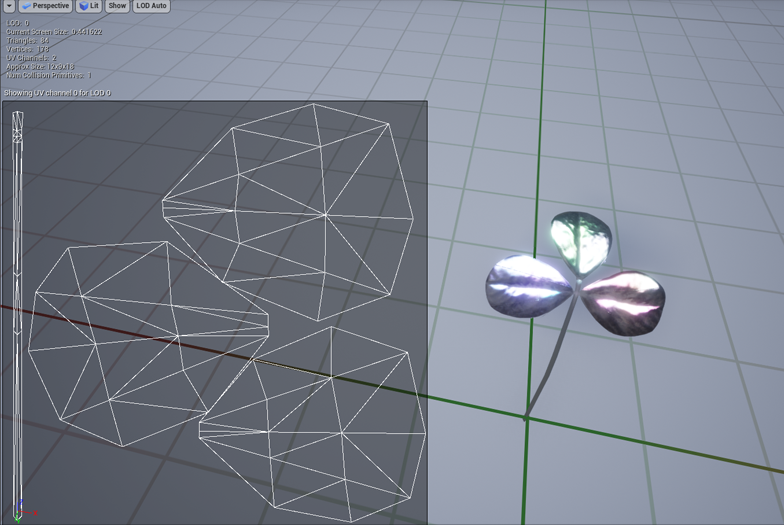 Perspective Lit Show LOD Auto
LOD: 0
Current Screen Size: 0.441622
Triangles: 84
Vertices: 128
UV Channels: 2
Approx Size: 12x9x18
Num Collision Primitives: 1
Showing UV channel 0 for LOD 0